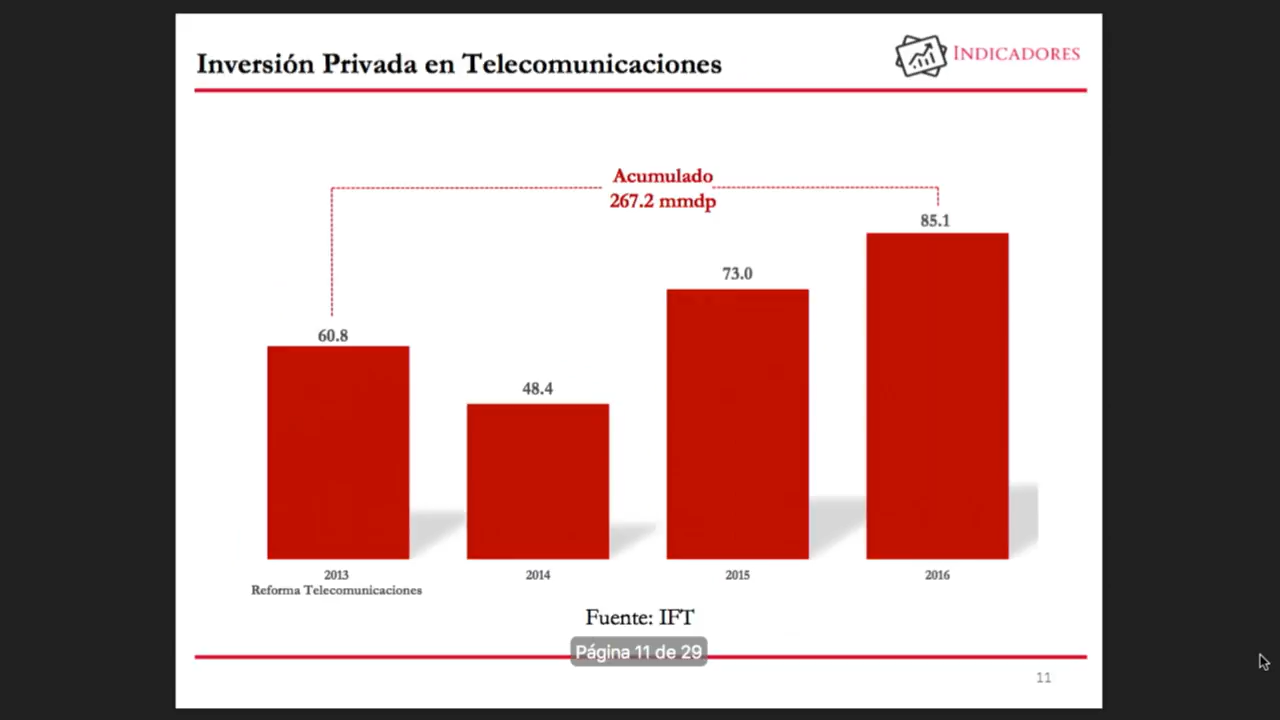 Inversión Privada en Telecomunicaciones
INDICADORES
Acumulado
267.2 mmdp
85.1
73.0
60.8
48.4
2013
Reforma Telecomunicaciones
2014
2015
2016
Fuente: IFT
Página 11 de 29
11